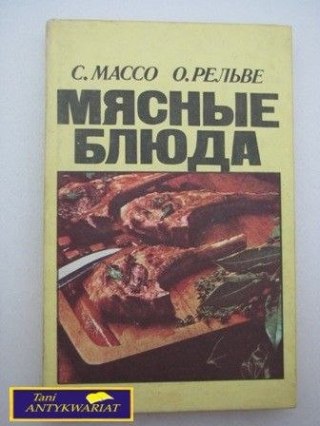 С. МАССО О. РЕЛЬВЕ
МЯСНЫЕ
БЛЮДА
Tani
ANTYKWARIAT